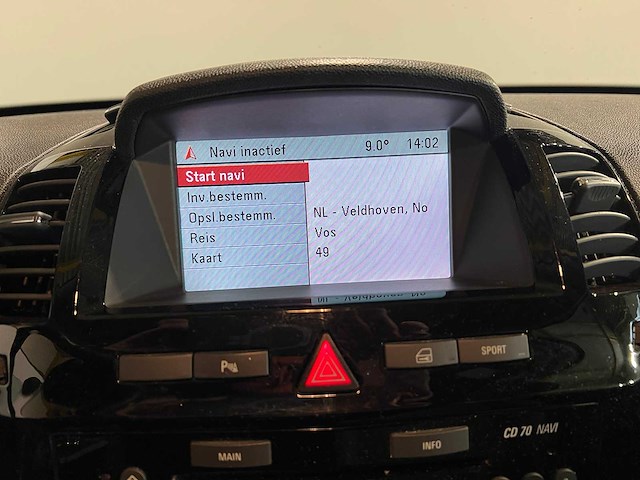 Navi inactief 9.0° 14:02
Start navi
Inv.bestemm.
Opsl.bestemm.
Reis
Kaart
NL - Veldhoven, No
Vos
49
SPORT
MAIN
INFO
CD 70 NAVI